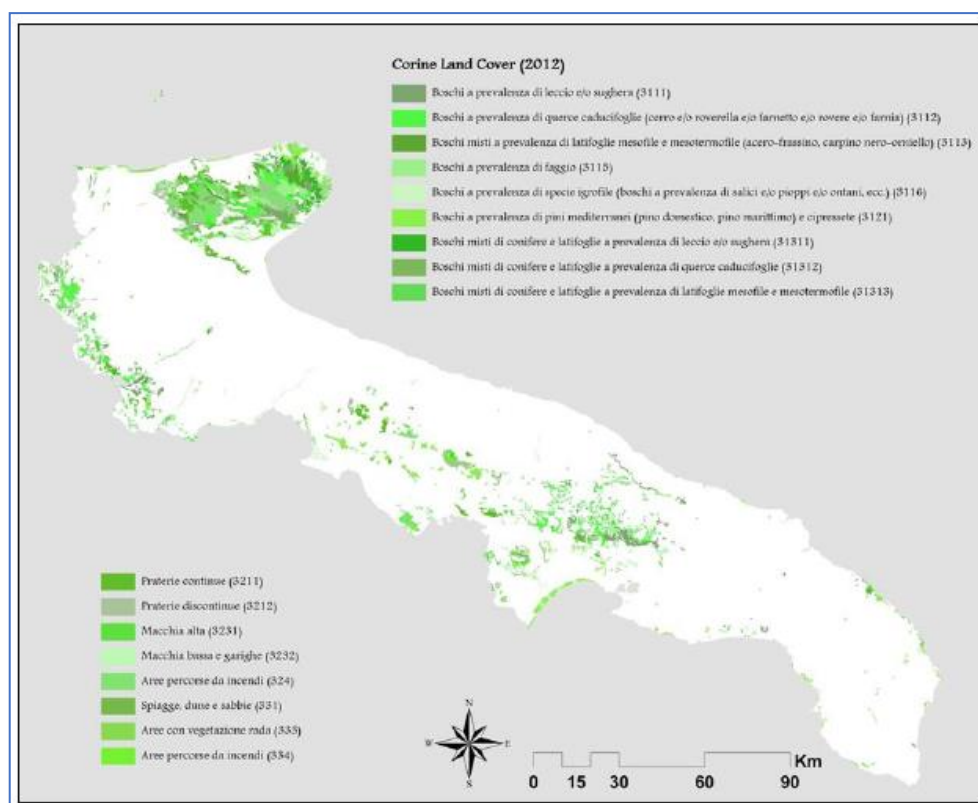 Corine Land Cover (2012)
Boschi a prevalenza di leccio e/o sughera (3111)
Boschi a prevalenza di querce caducifoglie (cerro e/o roverella e/o farnetto e/o rovere e/o farnia) (3112)
Boschi misti a prevalenza di latifoglie mesofile e mesotermofile (acero-frassino, carpino nero-orniello) (3113)
Boschi a prevalenza di faggio (3115)
Boschi a prevalenza di specie igrofile (boschi a prevalenza di salici e/o pioppi e/o ontani, ecc.) (3116)
Boschi a prevalenza di pini mediterranei (pino domestico, pino marittimo) e cipressete (3121)
Boschi misti di conifere e latifoglie a prevalenza di leccio e/o sughera (31311)
Boschi misti di conifere e latifoglie a prevalenza di querce caducifoglie (31312)
Boschi misti di conifere e latifoglie a prevalenza di latifoglie mesofile e mesotermofile (31313)
Praterie continue (3211)
Praterie discontinue (3212)
Macchia alta (3231)
Macchia bassa e garighe (3232)
Aree percorse da incendi (324)
Spiagge, dune e sabbie (331)
Aree con vegetazione rada (333)
Aree percorse da incendi (334)
N
W E
S
Km
0 15 30 60 90